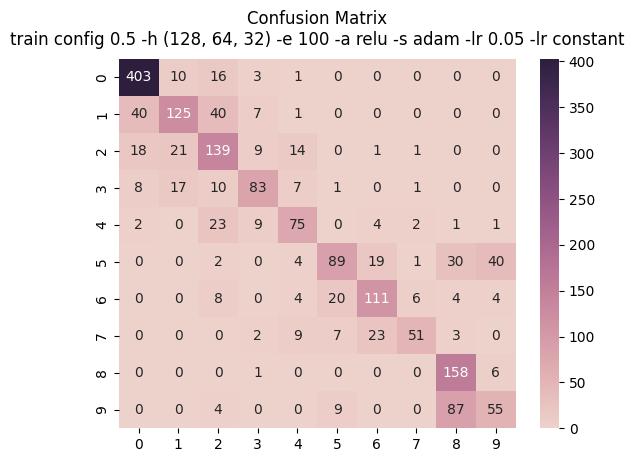 Confusion Matrix
train config 0.5 -h (128, 64, 32) -e 100 -a relu -s adam -lr 0.05 -lr constant
0 403 10 16 3 1 0 0 0 0 0
1 40 125 40 7 1 0 0 0 0 0
2 18 21 139 9 14 0 1 1 0 0
3 8 17 10 83 7 1 0 1 0 0
4 2 0 23 9 75 0 4 2 1 1
5 0 0 2 0 4 89 19 1 30 40
6 0 0 8 0 4 20 111 6 4 4
7 0 0 0 2 9 7 23 51 3 0
8 0 0 0 1 0 0 0 0 158 6
9 0 0 4 0 0 9 0 0 87 55
0 1 2 3 4 5 6 7 8 9
400
350
300
250
200
150
100
50
0